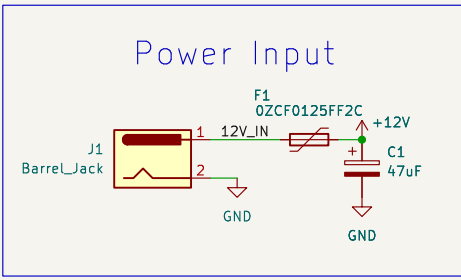 Power Input
F1
0ZCF0125FF2C
J1
Barrel_Jack
1
12V_IN
+12V
2
GND
+
C1
47uF
GND